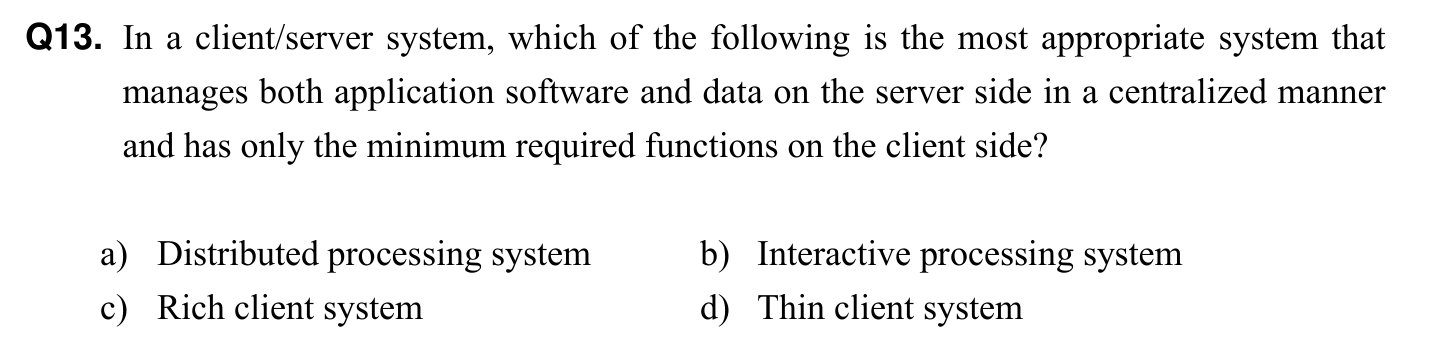 Q13. In a client/server system, which of the following is the most appropriate system that
manages both application software and data on the server side in a centralized manner
and has only the minimum required functions on the client side?
a) Distributed processing system b) Interactive processing system
c) Rich client system d) Thin client system